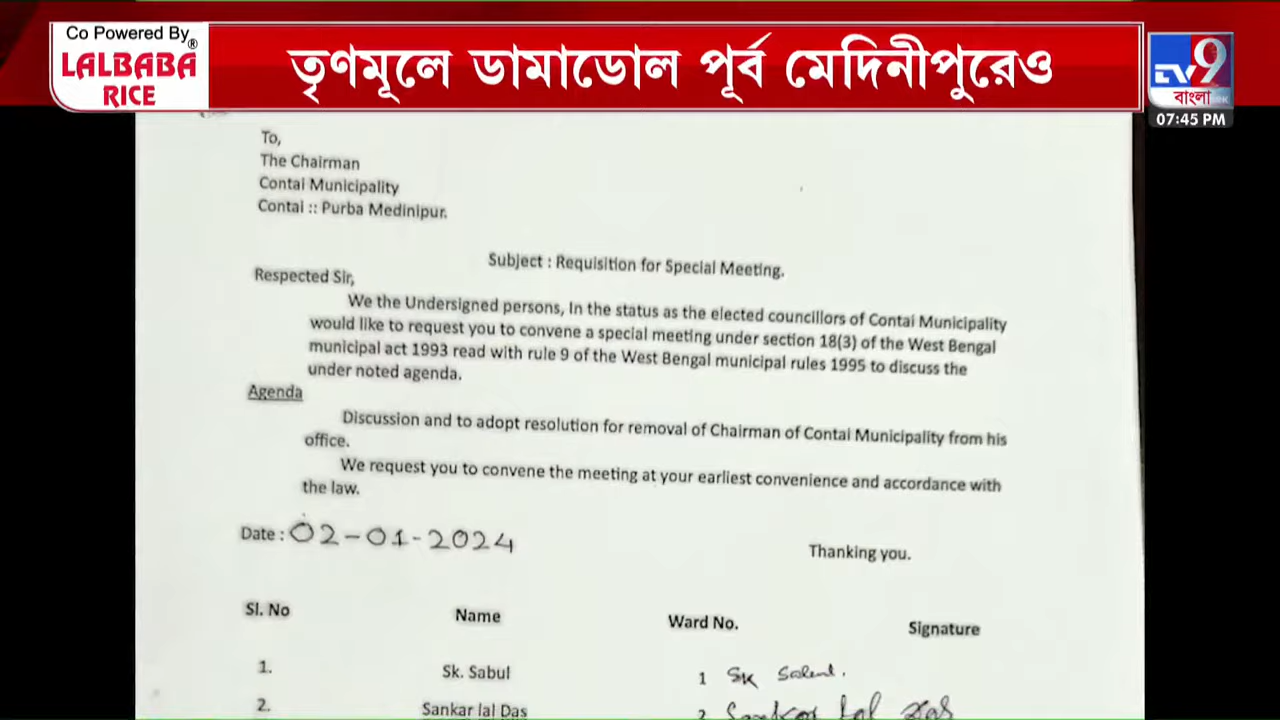 Co Powered By
LALBABA®
RICE
তৃণমূলে ডামাডোল পূর্ব মেদিনীপুরেও
TV9
বাংলা
07:45 PM
To,
The Chairman
Contai Municipality
Contai :: Purba Medinipur.
Subject : Requisition for Special Meeting.
Respected Sir,
We the Undersigned persons, In the status as the elected councillors of Contai Municipality
would like to request you to convene a special meeting under section 18(3) of the West Bengal
municipal act 1993 read with rule 9 of the West Bengal municipal rules 1995 to discuss the
under noted agenda.
Agenda
Discussion and to adopt resolution for removal of Chairman of Contai Municipality from his
office.
We request you to convene the meeting at your earliest convenience and accordance with
the law.
Date : 02-01-2024
Thanking you.
Sl. No Name Ward No. Signature
1. Sk. Sabul 1 SK
2. Sankar lal Das 2 Sankar lal Das